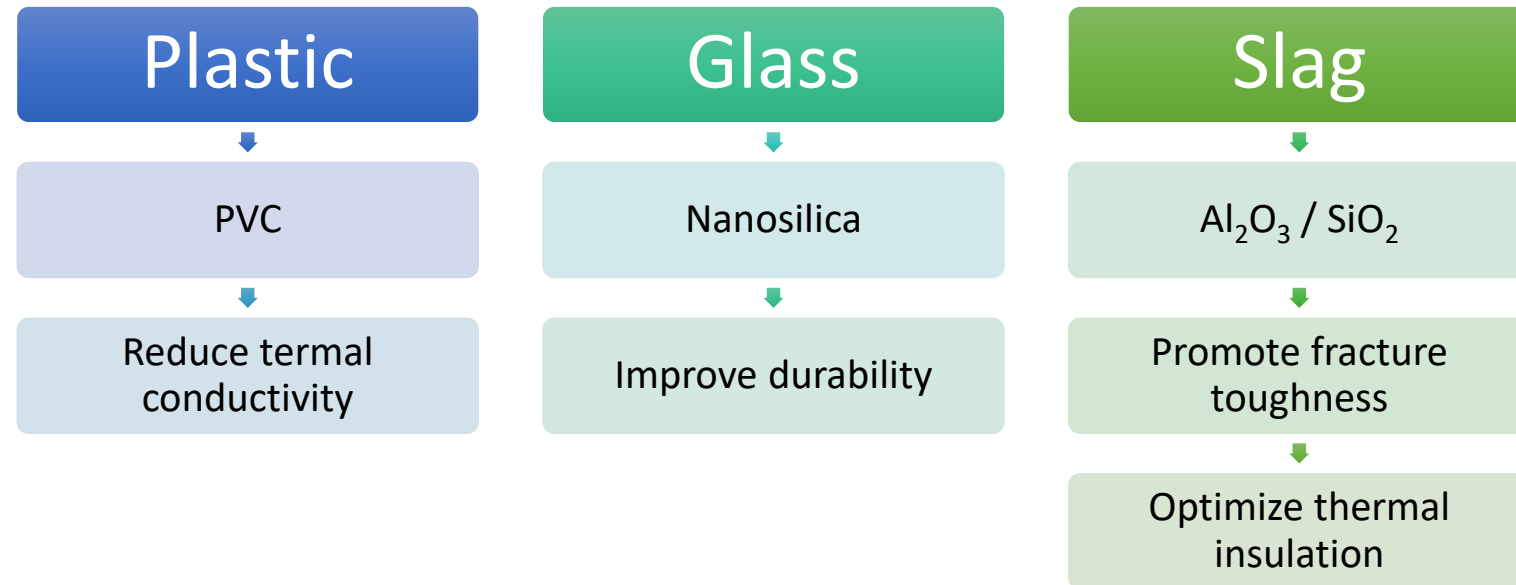 Plastic
PVC
Reduce termal
conductivity
Glass
Nanosilica
Improve durability
Slag
Al₂O₃ / SiO₂
Promote fracture
toughness
Optimize thermal
insulation